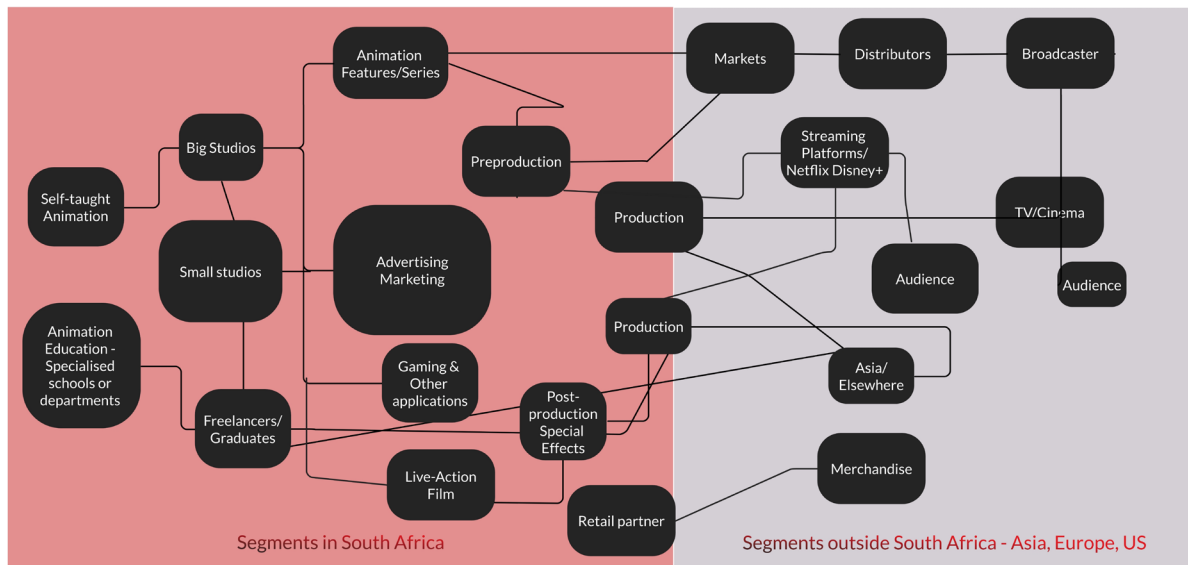 Animation
Features/Series
Markets
Distributors
Broadcaster
Big Studios
Preproduction
Streaming
Platforms/
Netflix Disney+
Self-taught
Animation
Production
TV/Cinema
Small studios
Advertising
Marketing
Audience
Audience
Animation
Education -
Specialised
schools or
departments
Production
Gaming &
Other
applications
Asia/
Elsewhere
Freelancers/
Graduates
Post-
production
Special
Effects
Live-Action
Film
Merchandise
Retail partner
Segments in South Africa
Segments outside South Africa - Asia, Europe, US